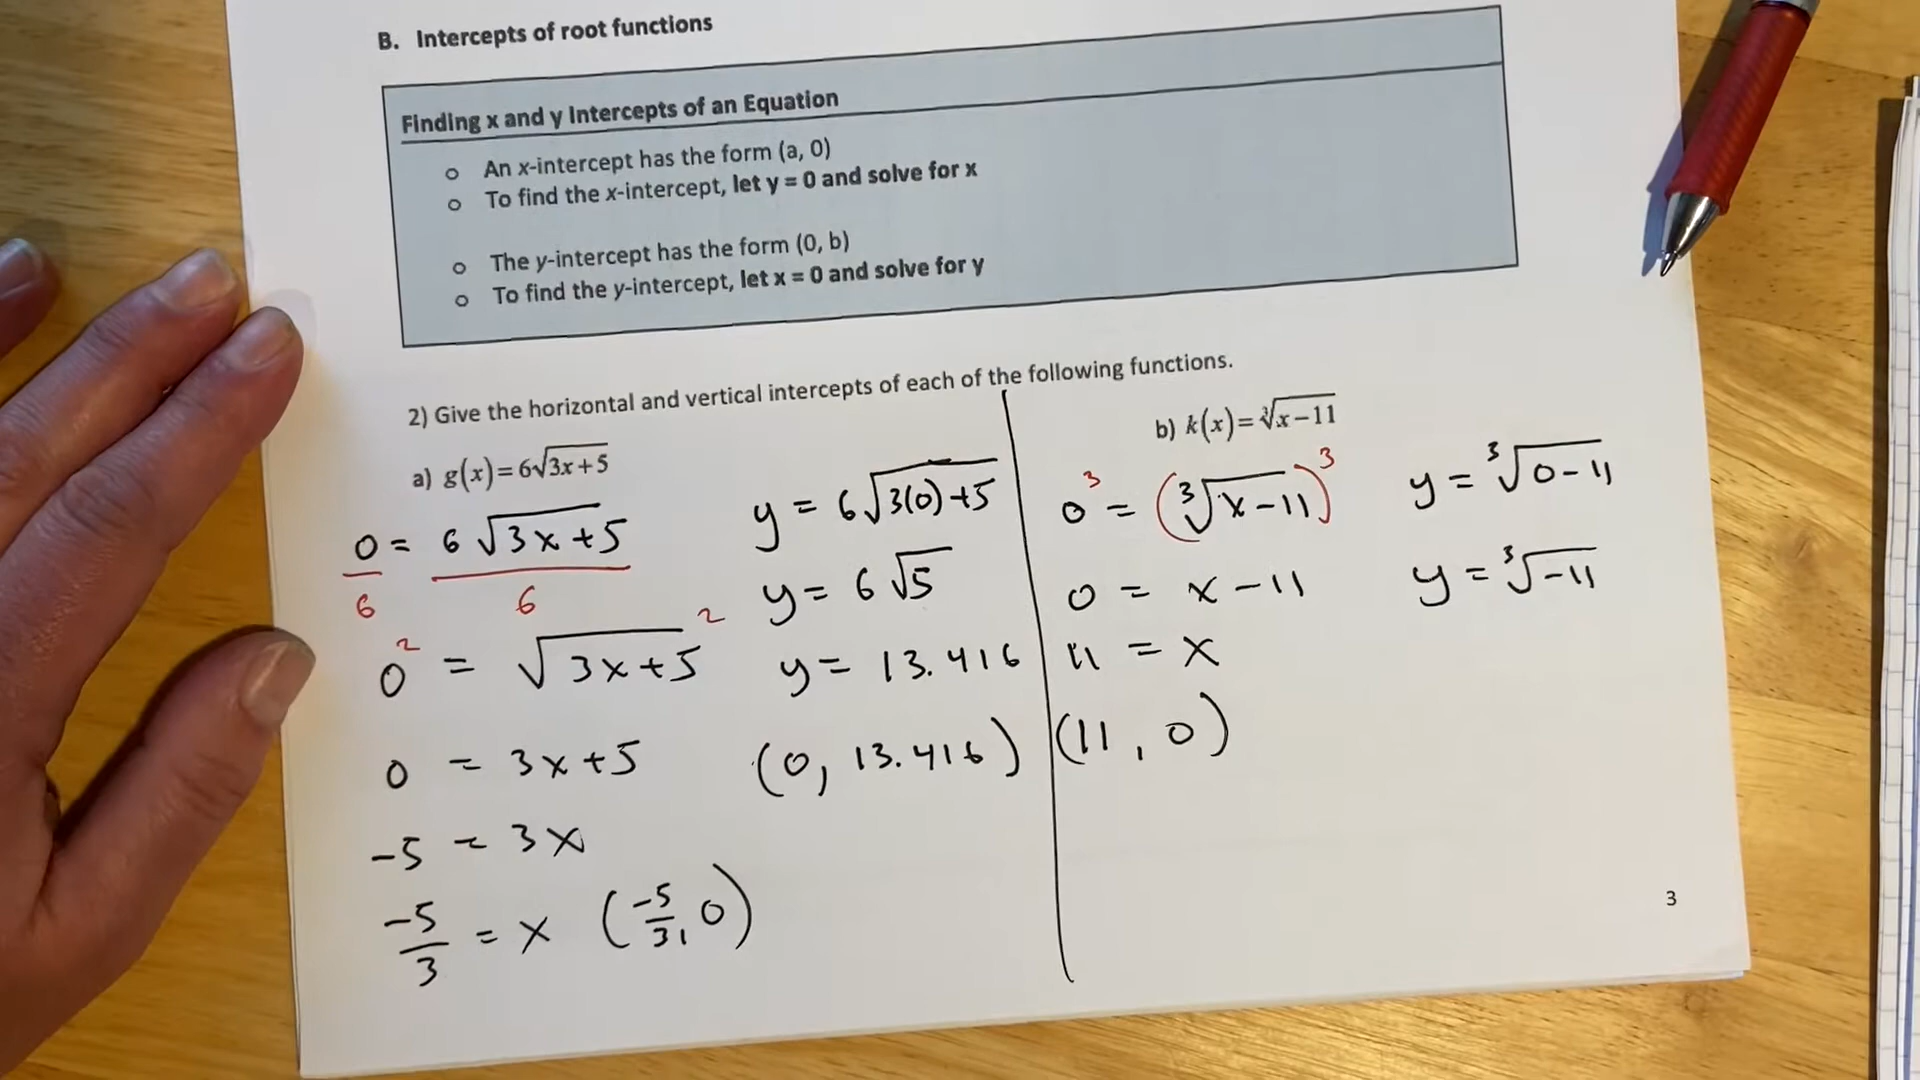 B. Intercepts of root functions
Finding x and y Intercepts of an Equation
o An x-intercept has the form (a, 0)
o To find the x-intercept, let y = 0 and solve for x
o The y-intercept has the form (0, b)
o To find the y-intercept, let x = 0 and solve for y
2) Give the horizontal and vertical intercepts of each of the following functions.
a) g(x)=6√3x+5
0/6 = 6√3x+5/6
0² = √3x+5²
0 = 3x+5
-5 = 3x
-5/3 = x (-5/3, 0)
y = 6√3(0)+5
y = 6√5
y = 13.416
(0, 13.416)
b) k(x)=∛x-11
0³ = (∛x-11)³
0 = x-11
11 = x
(11, 0)
y = ∛0-11
y = ∛-11
3